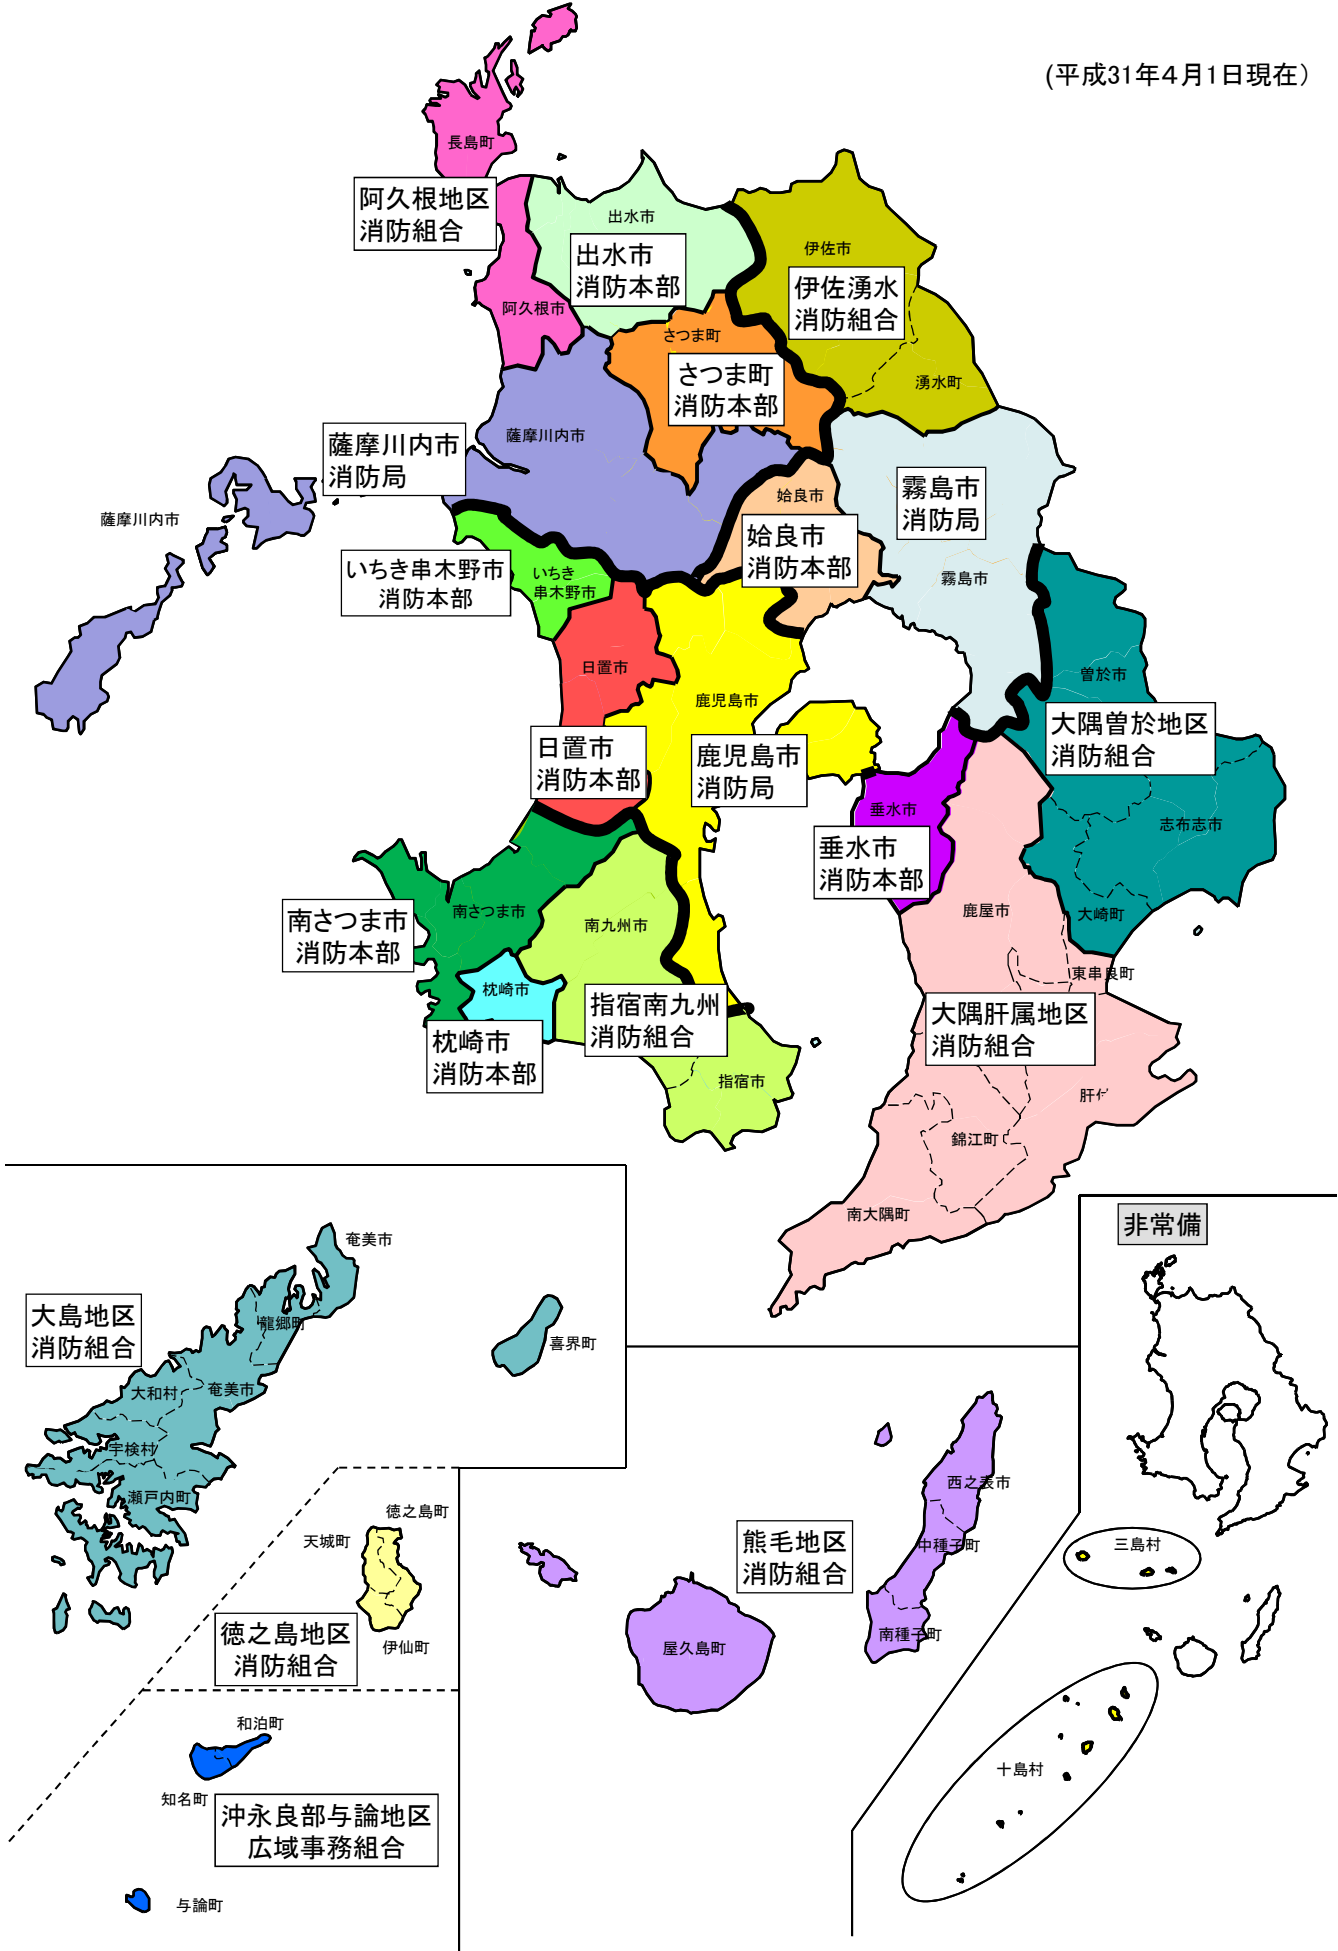 (平成31年4月1日現在)
長島町
阿久根地区
消防組合
出水市
出水市
消防本部
伊佐市
伊佐湧水
消防組合
阿久根市
さつま町
さつま町
消防本部
湧水町
薩摩川内市
消防局
薩摩川内市
薩摩川内市
姶良市
姶良市
消防本部
霧島市
消防局
霧島市
いちき串木野市
消防本部
いちき
串木野市
日置市
日置市
消防本部
鹿児島市
鹿児島市
消防局
曽於市
大隅曽於地区
消防組合
志布志市
大崎町
垂水市
垂水市
消防本部
南さつま市
消防本部
南さつま市
南九州市
鹿屋市
東串良町
枕崎市
枕崎市
消防本部
指宿南九州
消防組合
指宿市
大隅肝属地区
消防組合
肝付
錦江町
南大隅町
非常備
奄美市
大島地区
消防組合
龍郷町
喜界町
大和村
奄美市
宇検村
瀬戸内町
徳之島町
天城町
伊仙町
徳之島地区
消防組合
西之表市
中種子町
熊毛地区
消防組合
南種子町
屋久島町
三島村
十島村
和泊町
知名町
沖永良部与論地区
広域事務組合
与論町